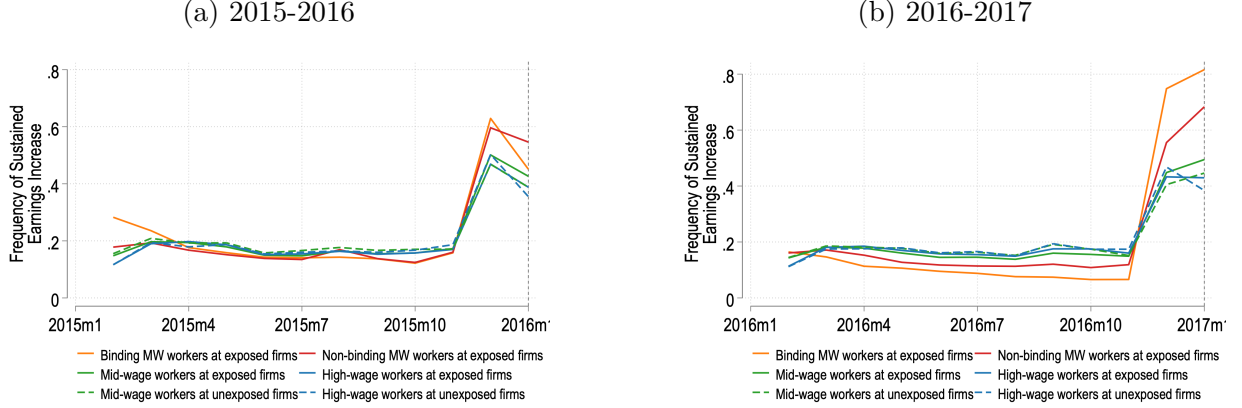 (a) 2015-2016
Frequency of Sustained
Earnings Increase
.8
.6
.4
.2
0
2015m1 2015m4 2015m7 2015m10 2016m1
Binding MW workers at exposed firms Non-binding MW workers at exposed firms
Mid-wage workers at exposed firms High-wage workers at exposed firms
Mid-wage workers at unexposed firms High-wage workers at unexposed firms
(b) 2016-2017
Frequency of Sustained
Earnings Increase
.8
.6
.4
.2
0
2016m1 2016m4 2016m7 2016m10 2017m1
Binding MW workers at exposed firms Non-binding MW workers at exposed firms
Mid-wage workers at exposed firms High-wage workers at exposed firms
Mid-wage workers at unexposed firms High-wage workers at unexposed firms